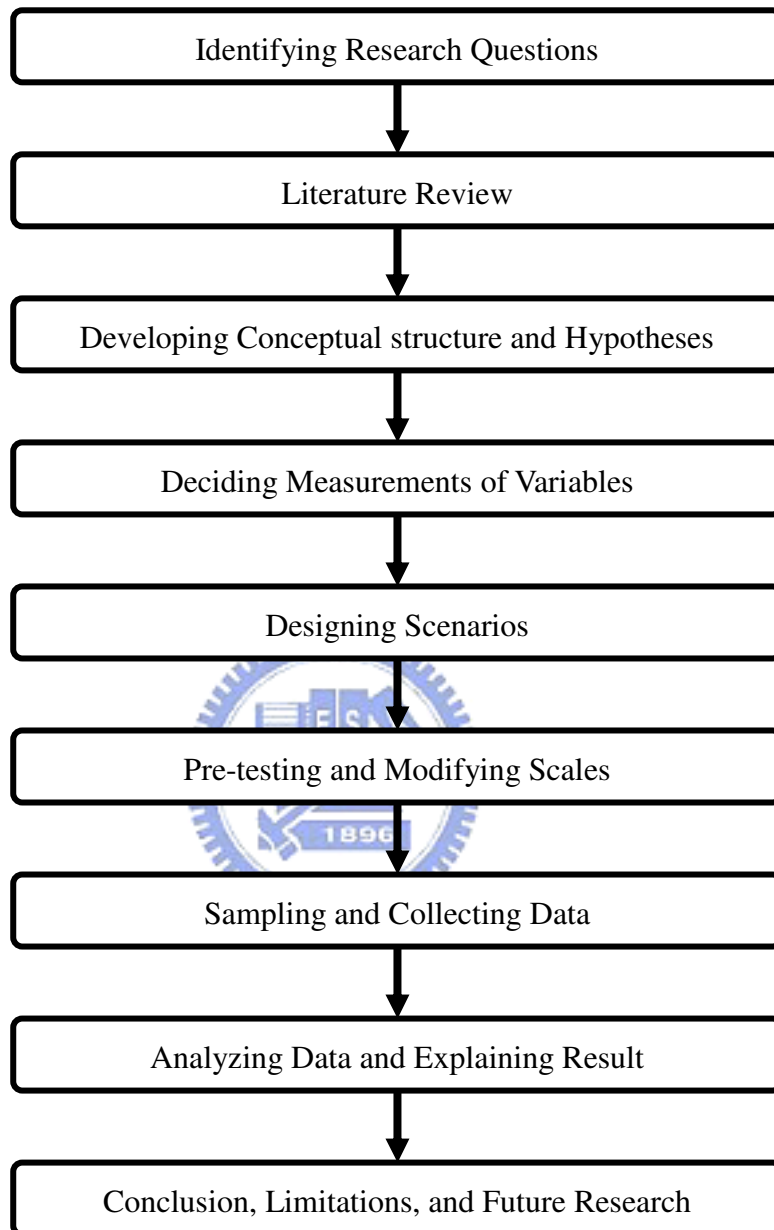 Identifying Research Questions
Literature Review
Developing Conceptual structure and Hypotheses
Deciding Measurements of Variables
Designing Scenarios
Pre-testing and Modifying Scales
1896
Sampling and Collecting Data
Analyzing Data and Explaining Result
Conclusion, Limitations, and Future Research